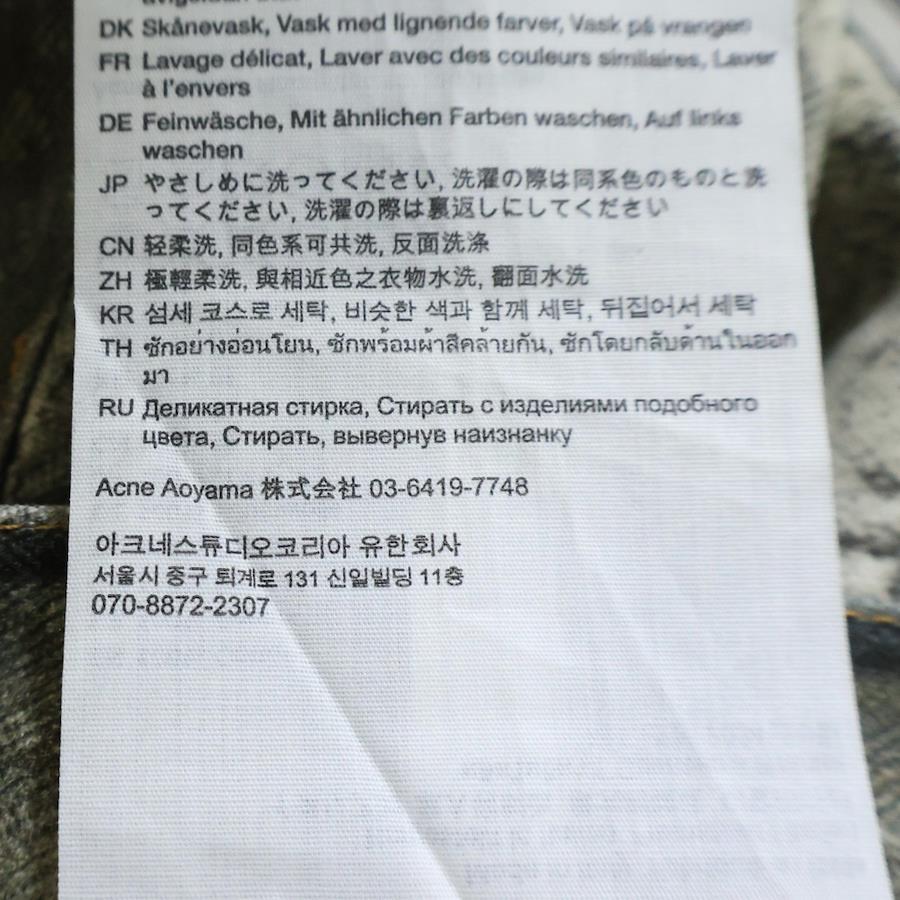 DK Skånevask, Vask med lignende farver, Vask på vrangen
FR Lavage délicat, Laver avec des couleurs similaires, Laver
à l'envers
DE Feinwäsche, Mit ähnlichen Farben waschen, Auf links
waschen
JP やさしめに洗ってください, 洗濯の際は同系色のものと洗
ってください, 洗濯の際は裏返しにしてください
CN 轻柔洗, 同色系可共洗, 反面洗涤
ZH 極輕柔洗, 與相近色之衣物水洗, 翻面水洗
KR 섬세 코스로 세탁, 비슷한 색과 함께 세탁, 뒤집어서 세탁
TH ซักอย่างอ่อนโยน, ซักพร้อมผ้าสีคล้ายกัน, ซักโดยกลับด้านในออก
มา
RU Деликатная стирка, Стирать с изделиями подобного
цвета, Стирать, вывернув наизнанку
Acne Aoyama 株式会社 03-6419-7748
아크네스튜디오코리아 유한회사
서울시 중구 퇴계로 131 신일빌딩 11층
070-8872-2307